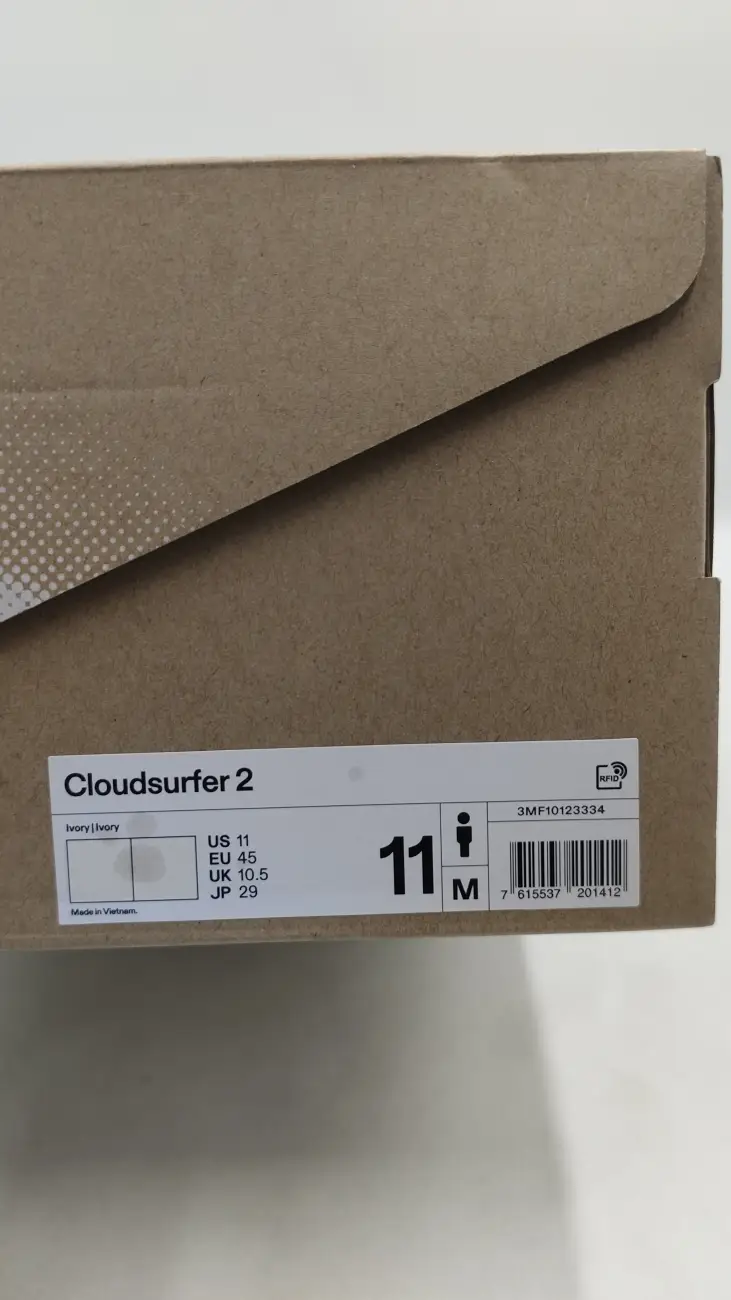 Cloudsurfer 2
RFID
Ivory | Ivory
US 11
EU 45
UK 10.5
JP 29
Made in Vietnam.
11
M
3MF10123334
7 615537 201412